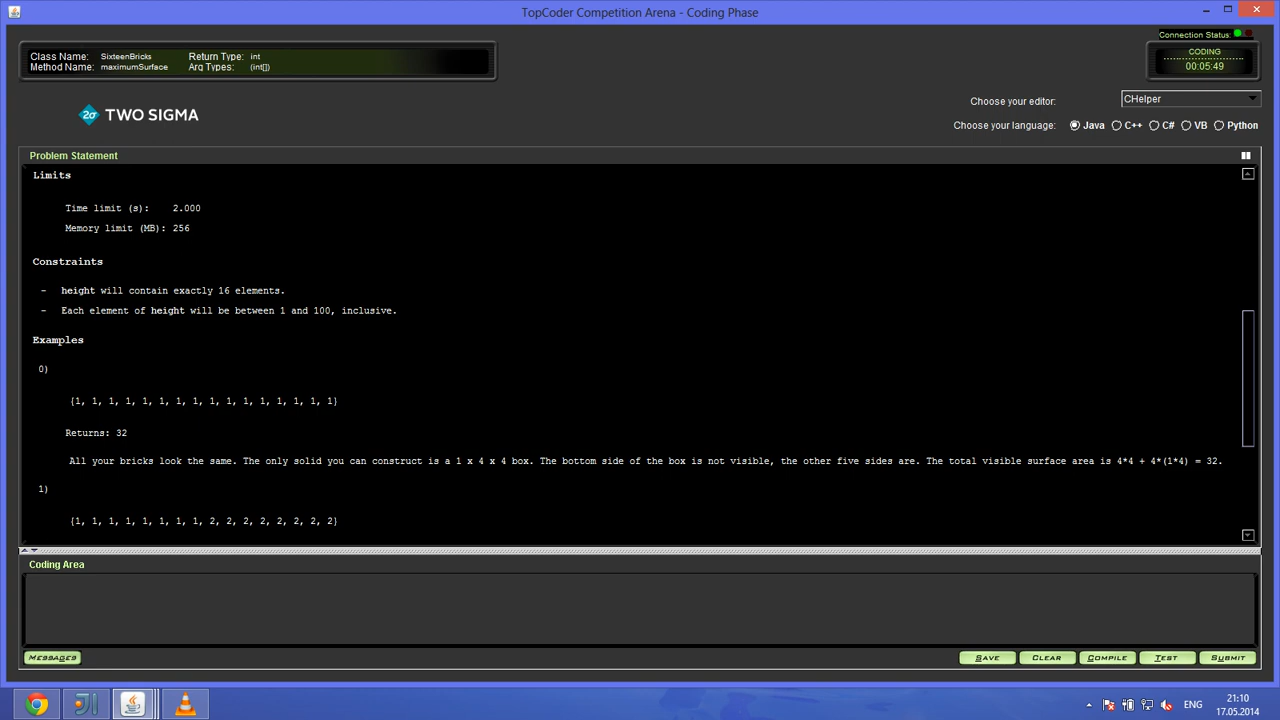 TopCoder Competition Arena - Coding Phase
Connection Status:
Class Name: SixteenBricks Return Type: int
Method Name: maximumSurface Arg Types: (int[])
CODING
00:05:49
2σ TWO SIGMA
Choose your editor: CHelper
Choose your language: Java C++ C# VB Python
Problem Statement
Limits
Time limit (s): 2.000
Memory limit (MB): 256
Constraints
- height will contain exactly 16 elements.
- Each element of height will be between 1 and 100, inclusive.
Examples
0)
{1, 1, 1, 1, 1, 1, 1, 1, 1, 1, 1, 1, 1, 1, 1, 1}
Returns: 32
All your bricks look the same. The only solid you can construct is a 1 x 4 x 4 box. The bottom side of the box is not visible, the other five sides are. The total visible surface area is 4*4 + 4*(1*4) = 32.
1)
{1, 1, 1, 1, 1, 1, 1, 1, 2, 2, 2, 2, 2, 2, 2, 2}
Coding Area
MESSAGES SAVE CLEAR COMPILE TEST SUBMIT
ENG
21:10
17.05.2014